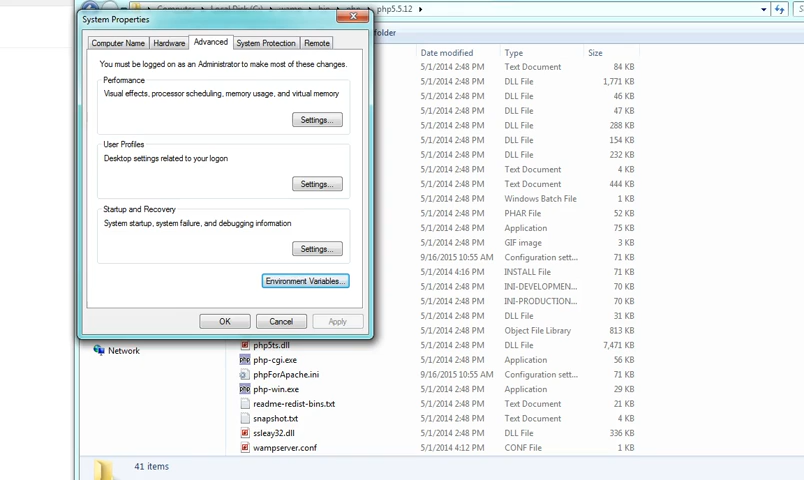 System Properties
Computer Local Disk (C:) wamp bin php php5.5.12
folder
Computer Name Hardware Advanced System Protection Remote
You must be logged on as an Administrator to make most of these changes.
Performance
Visual effects, processor scheduling, memory usage, and virtual memory
Settings...
User Profiles
Desktop settings related to your logon
Settings...
Startup and Recovery
System startup, system failure, and debugging information
Settings...
Environment Variables...
OK Cancel Apply
Network
Date modified Type Size
5/1/2014 2:48 PM Text Document 84 KB
5/1/2014 2:48 PM DLL File 1,771 KB
5/1/2014 2:48 PM DLL File 46 KB
5/1/2014 2:48 PM DLL File 47 KB
5/1/2014 2:48 PM DLL File 288 KB
5/1/2014 2:48 PM DLL File 154 KB
5/1/2014 2:48 PM DLL File 232 KB
5/1/2014 2:48 PM Text Document 4 KB
5/1/2014 2:48 PM Text Document 444 KB
5/1/2014 2:48 PM Windows Batch File 1 KB
5/1/2014 2:48 PM PHAR File 52 KB
5/1/2014 2:48 PM Application 75 KB
5/1/2014 2:48 PM GIF image 3 KB
9/16/2015 10:55 AM Configuration sett... 71 KB
5/1/2014 4:16 PM INSTALL File 71 KB
5/1/2014 2:48 PM INI-DEVELOPMEN... 70 KB
5/1/2014 2:48 PM INI-PRODUCTION... 70 KB
5/1/2014 2:48 PM DLL File 31 KB
5/1/2014 2:48 PM Object File Library 813 KB
php5ts.dll 5/1/2014 2:48 PM DLL File 7,471 KB
php-cgi.exe 5/1/2014 2:48 PM Application 56 KB
phpForApache.ini 9/16/2015 10:55 AM Configuration sett... 71 KB
php-win.exe 5/1/2014 2:48 PM Application 29 KB
readme-redist-bins.txt 5/1/2014 2:48 PM Text Document 21 KB
snapshot.txt 5/1/2014 2:48 PM Text Document 4 KB
ssleay32.dll 5/1/2014 2:48 PM DLL File 336 KB
wampserver.conf 5/1/2014 4:12 PM CONF File 1 KB
41 items